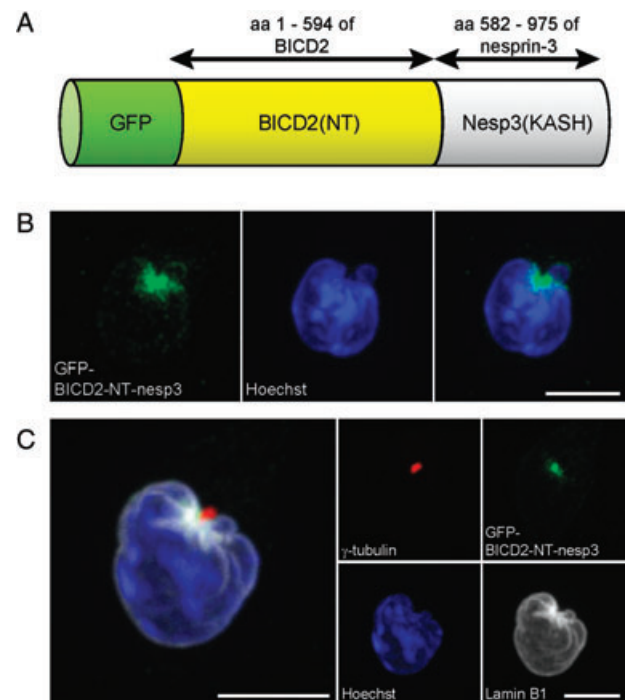 A
aa 1 - 594 of
BICD2
aa 582 - 975 of
nesprin-3
GFP
BICD2(NT)
Nesp3(KASH)
B
GFP-
BICD2-NT-nesp3
Hoechst
C
γ-tubulin
GFP-
BICD2-NT-nesp3
Hoechst
Lamin B1